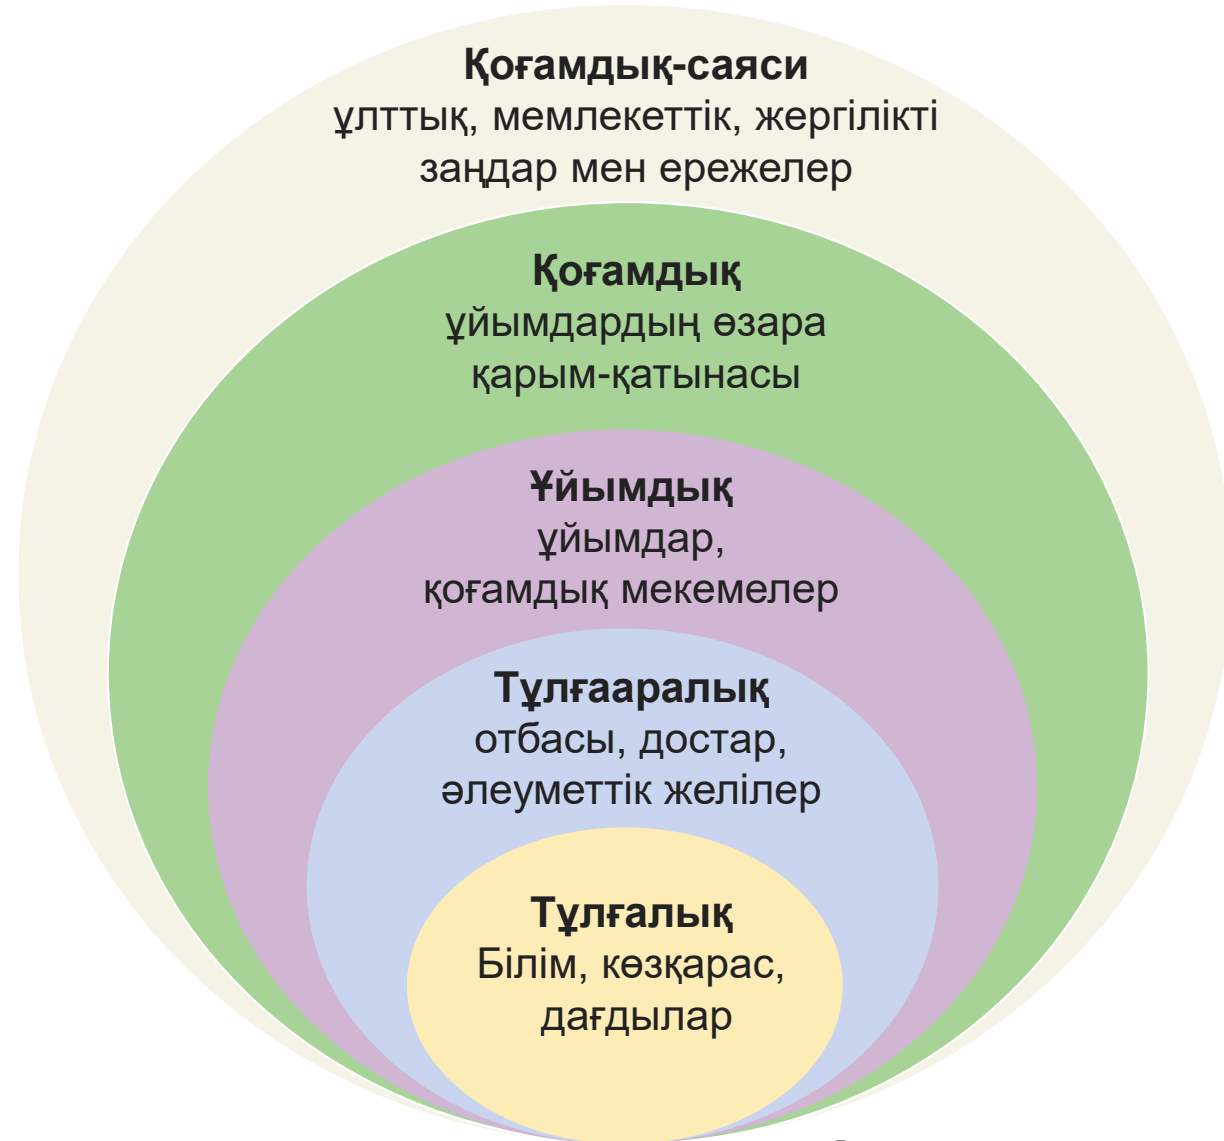 Қоғамдық-саяси
ұлттық, мемлекеттік, жергілікті
заңдар мен ережелер
Қоғамдық
ұйымдардың өзара
қарым-қатынасы
Ұйымдық
ұйымдар,
қоғамдық мекемелер
Тұлғааралық
отбасы, достар,
әлеуметтік желілер
Тұлғалық
Білім, көзқарас,
дағдылар